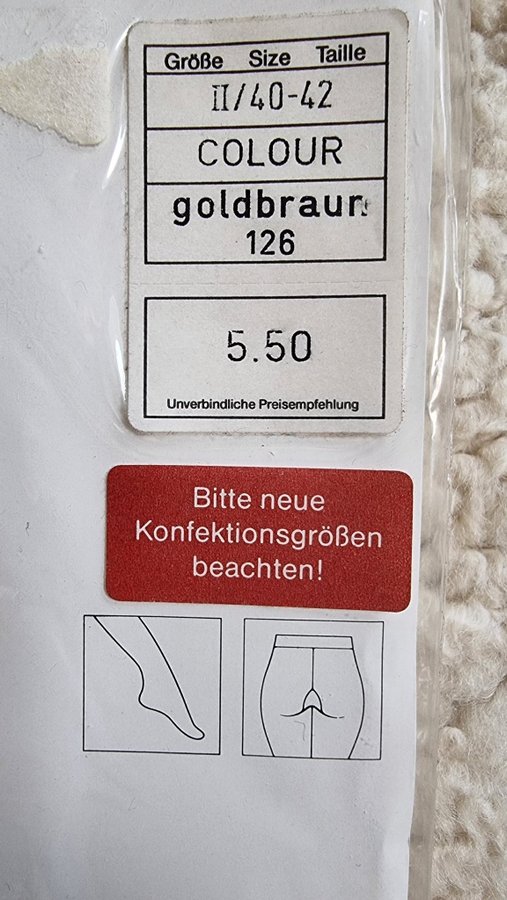 Größe Size Taille
II/40-42
COLOUR
goldbraun
126
5.50
Unverbindliche Preisempfehlung
Bitte neue
Konfektionsgrößen
beachten!